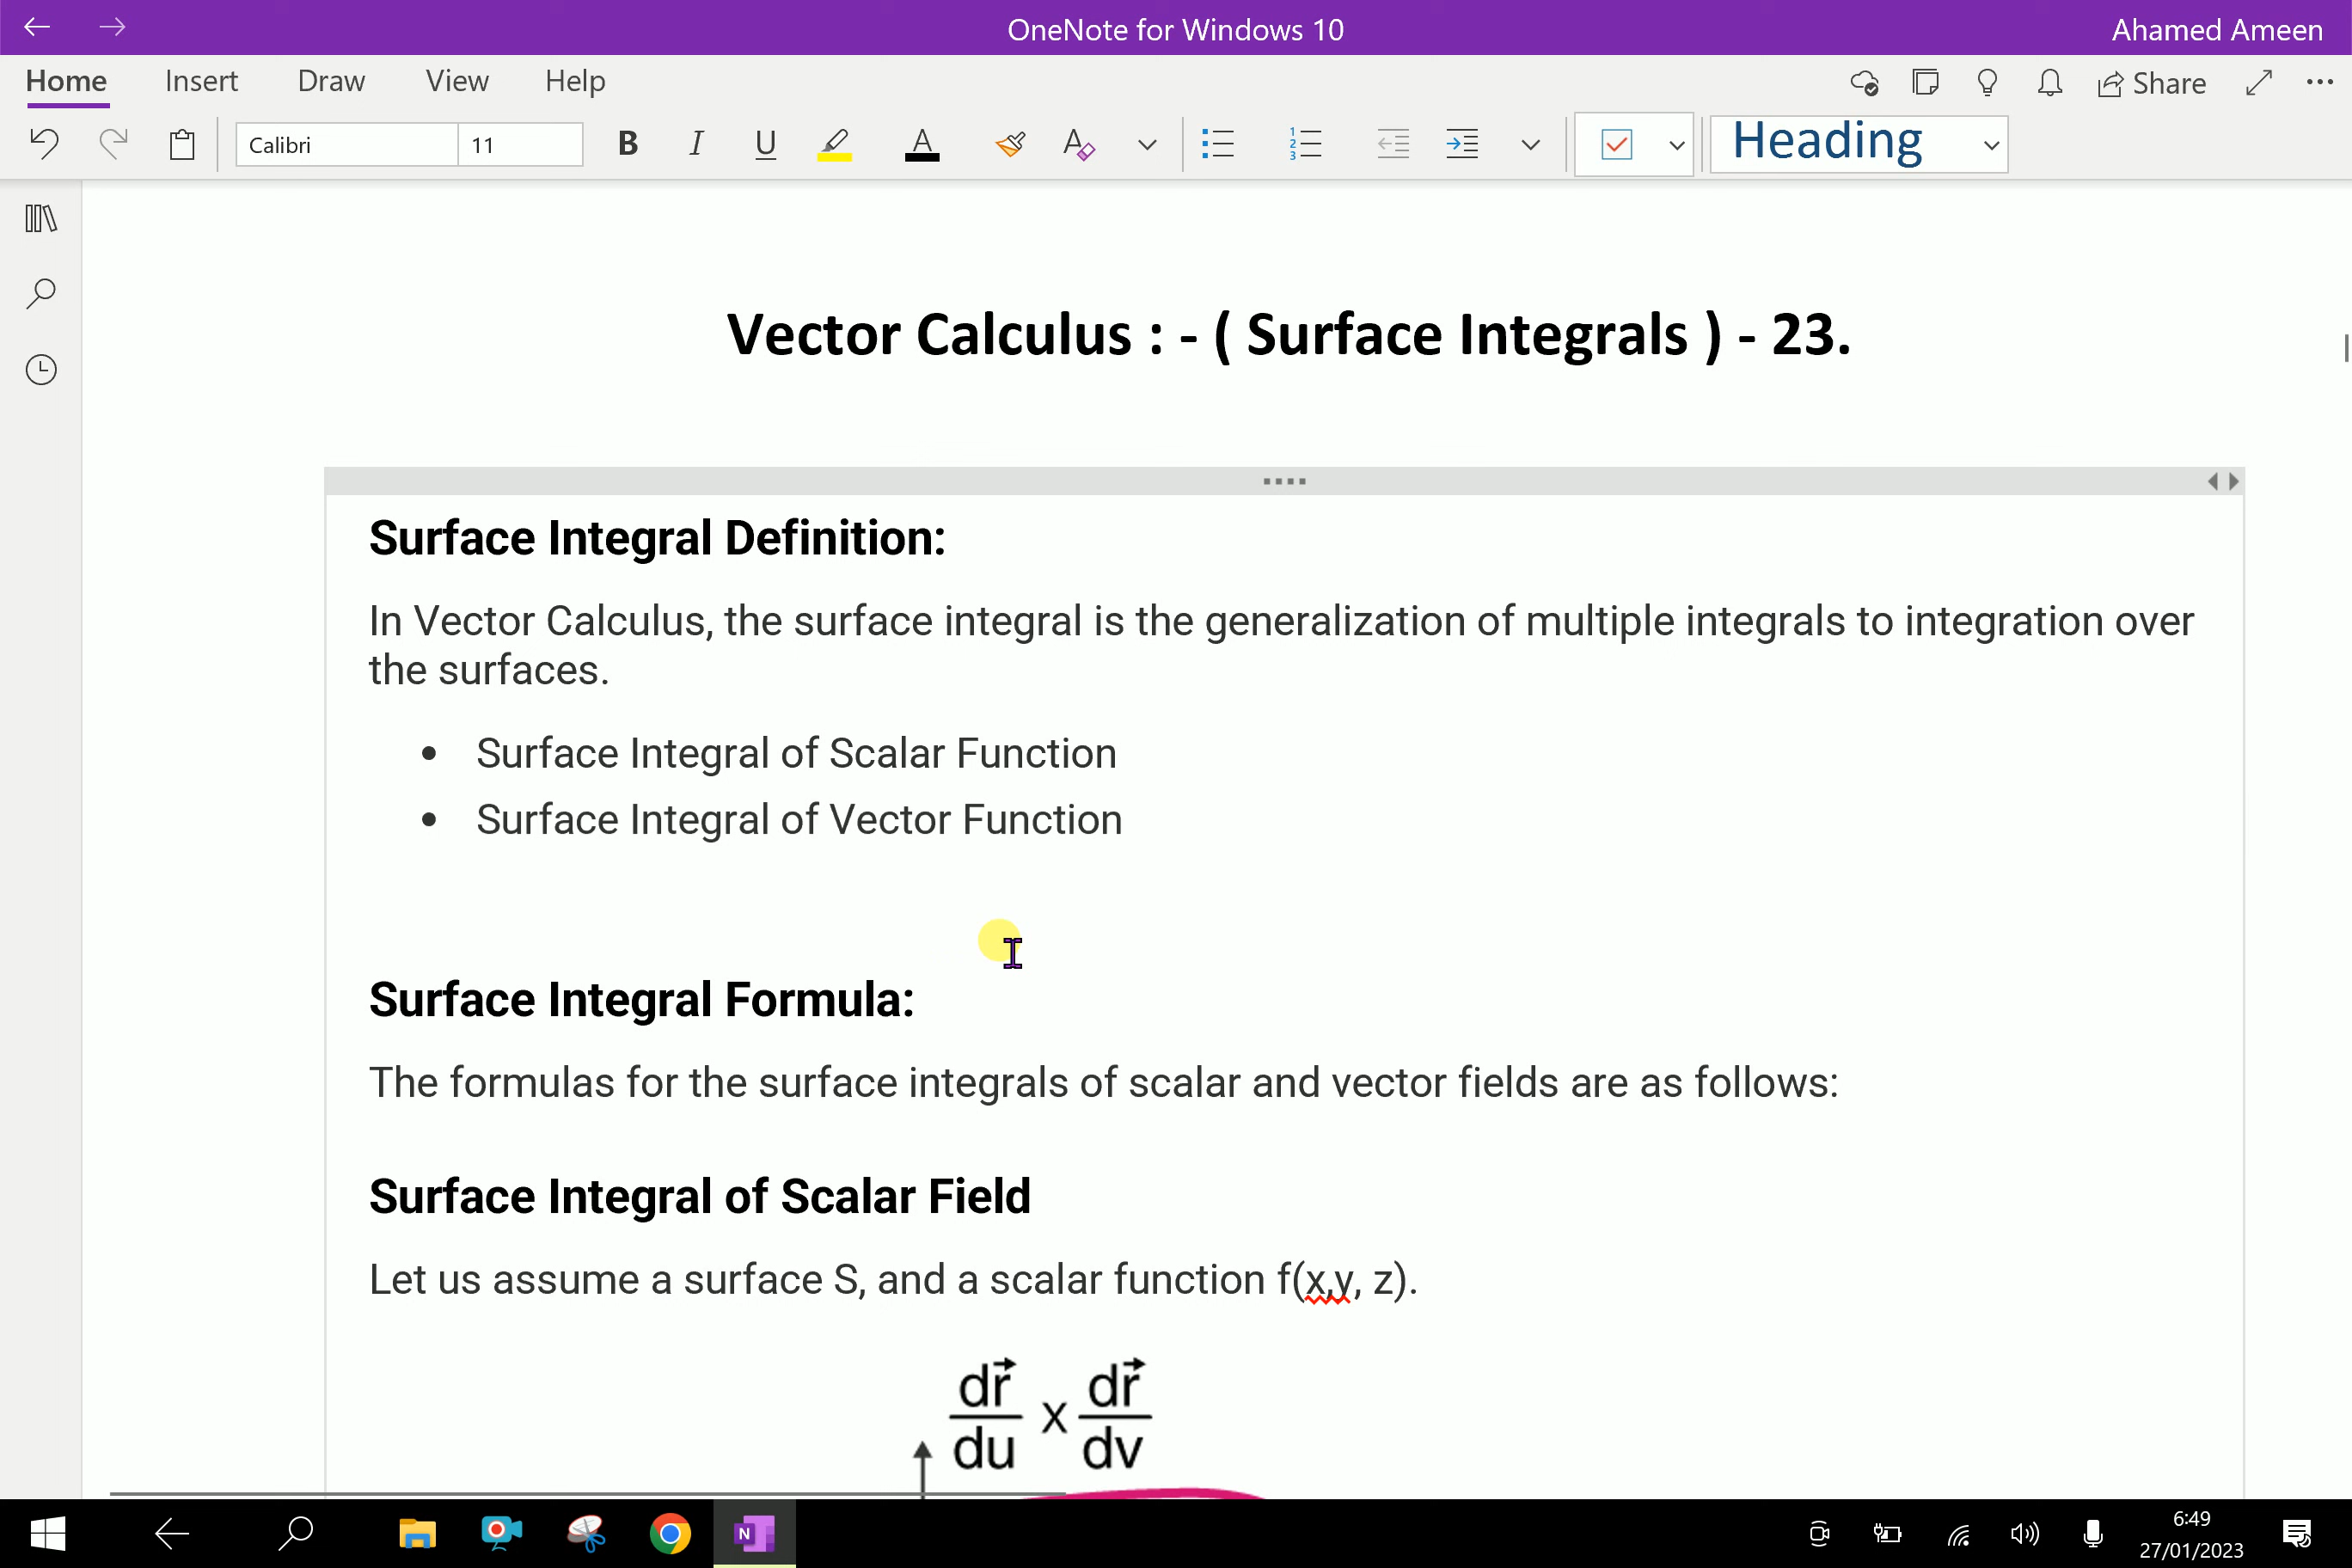 OneNote for Windows 10
Ahamed Ameen
Home Insert Draw View Help
Share
Calibri 11 B I U A A Heading
Vector Calculus : - ( Surface Integrals ) - 23.
Surface Integral Definition:
In Vector Calculus, the surface integral is the generalization of multiple integrals to integration over
the surfaces.
• Surface Integral of Scalar Function
• Surface Integral of Vector Function
Surface Integral Formula:
The formulas for the surface integrals of scalar and vector fields are as follows:
Surface Integral of Scalar Field
Let us assume a surface S, and a scalar function f(x,y, z).
dr⃗ dr⃗
x
du dv
N
6:49
27/01/2023